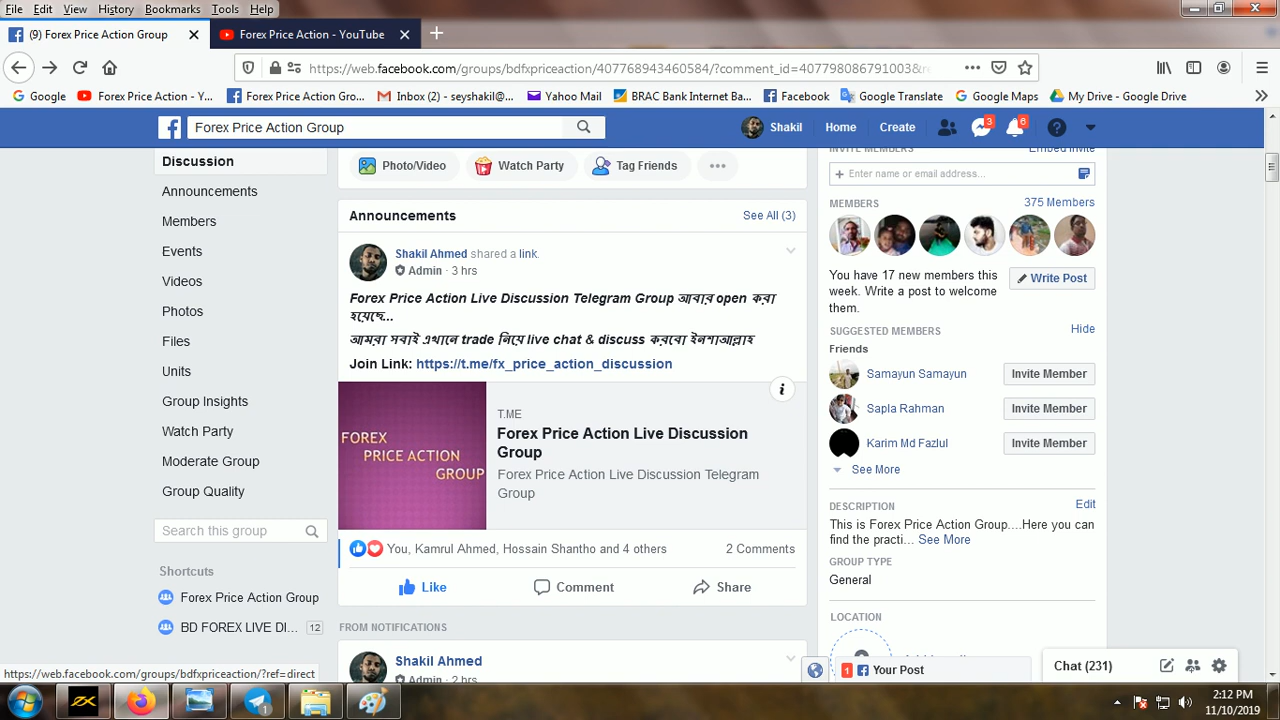 File Edit View History Bookmarks Tools Help
(9) Forex Price Action Group
Forex Price Action - YouTube
https://web.facebook.com/groups/bdfxpriceaction/407768943460584/?comment_id=407798086791003&
Google Forex Price Action - Y... Forex Price Action Gro... Inbox (2) - seyshakil@... Yahoo Mail BRAC Bank Internet Ba... Facebook Google Translate Google Maps My Drive - Google Drive
Forex Price Action Group
Shakil Home Create 3 6
Discussion
Announcements
Members
Events
Videos
Photos
Files
Units
Group Insights
Watch Party
Moderate Group
Group Quality
Search this group
Shortcuts
Forex Price Action Group
BD FOREX LIVE DI... 12
Photo/Video Watch Party Tag Friends
Announcements See All (3)
Shakil Ahmed shared a link.
Admin · 3 hrs
Forex Price Action Live Discussion Telegram Group আবার open করা
হয়েছে...
আমরা সবাই এখানে trade নিয়ে live chat & discuss করবো ইনশাআল্লাহ
Join Link: https://t.me/fx_price_action_discussion
FOREX
PRICE ACTION
GROUP
T.ME
Forex Price Action Live Discussion
Group
Forex Price Action Live Discussion Telegram
Group
You, Kamrul Ahmed, Hossain Shantho and 4 others 2 Comments
Like Comment Share
FROM NOTIFICATIONS
Shakil Ahmed
Admin · 2 hrs
INVITE MEMBERS Embed Invite
Enter name or email address...
MEMBERS 375 Members
You have 17 new members this
week. Write a post to welcome
them.
Write Post
SUGGESTED MEMBERS Hide
Friends
Samayun Samayun Invite Member
Sapla Rahman Invite Member
Karim Md Fazlul Invite Member
See More
DESCRIPTION Edit
This is Forex Price Action Group....Here you can
find the practi... See More
GROUP TYPE
General
LOCATION
1 Your Post
Chat (231)
https://web.facebook.com/groups/bdfxpriceaction/?ref=direct
2:12 PM
11/10/2019